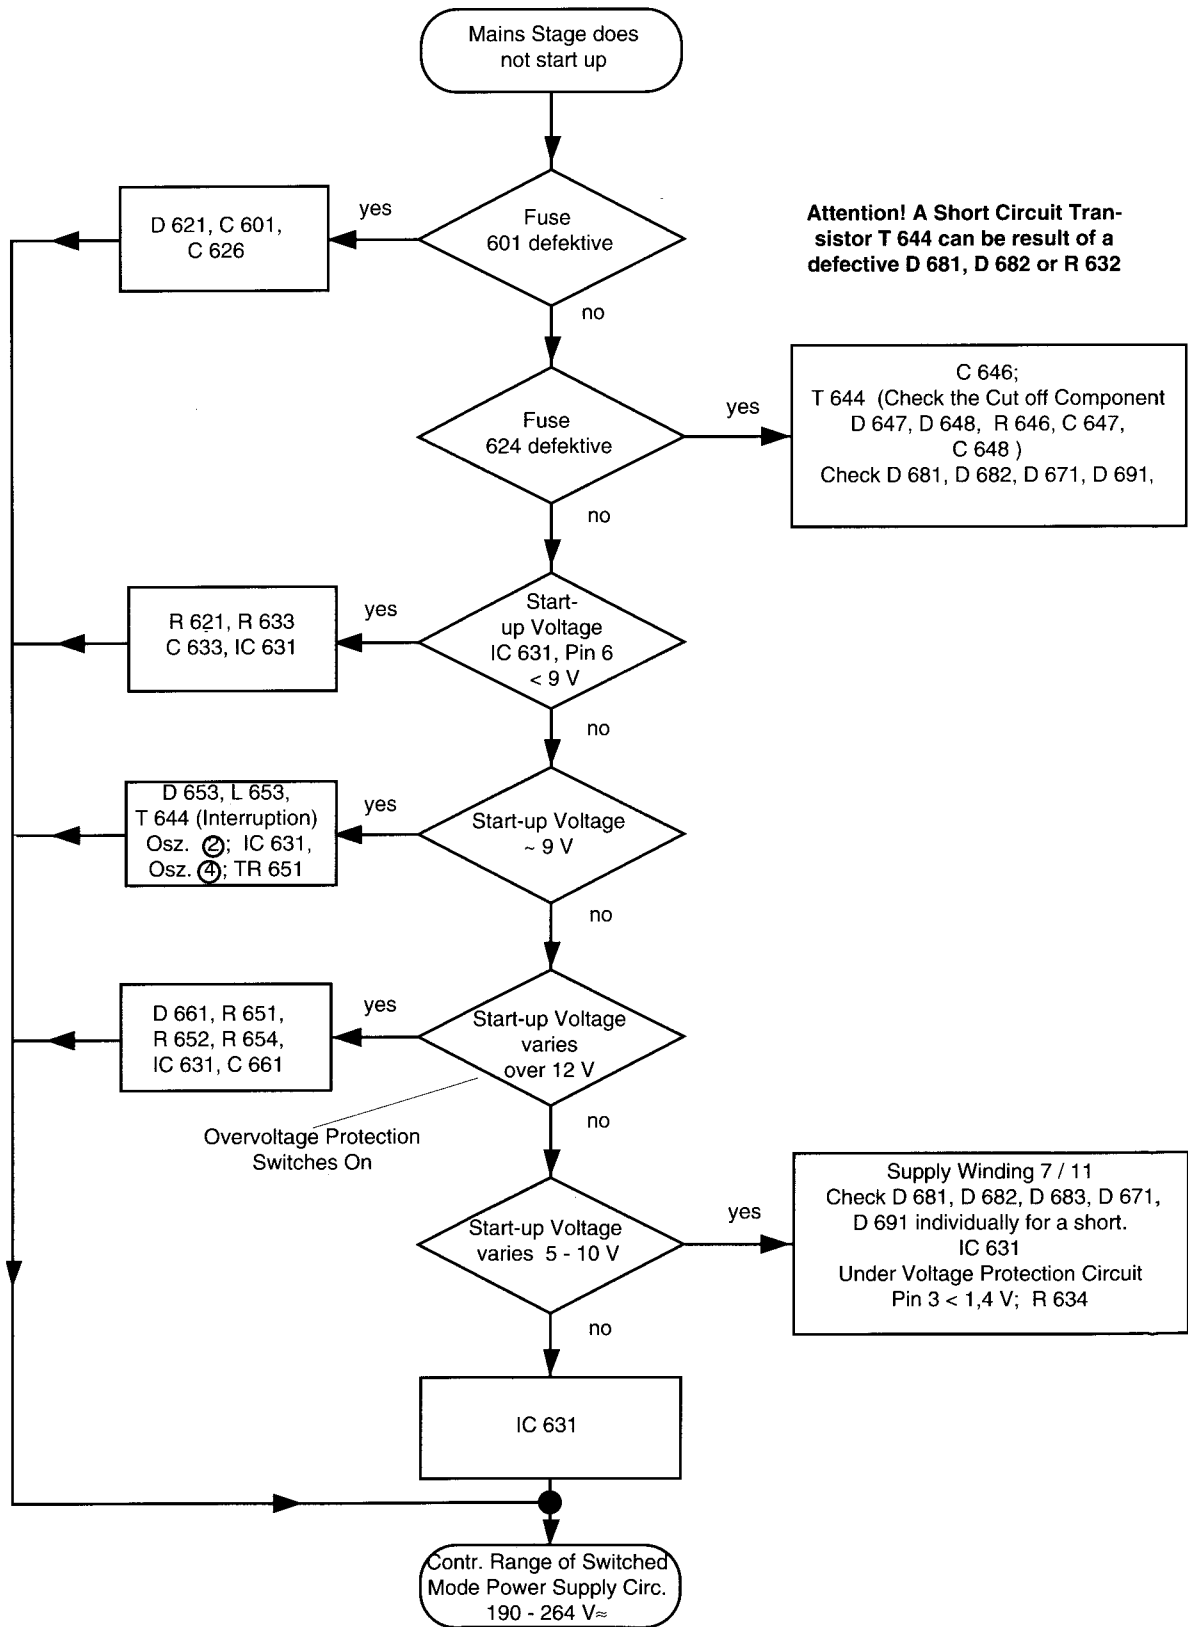 Mains Stage does
not start up
Fuse
601 defektive
yes
D 621, C 601,
C 626
Attention! A Short Circuit Tran-
sistor T 644 can be result of a
defective D 681, D 682 or R 632
no
Fuse
624 defektive
yes
C 646;
T 644 (Check the Cut off Component
D 647, D 648, R 646, C 647,
C 648 )
Check D 681, D 682, D 671, D 691,
no
Start-
up Voltage
IC 631, Pin 6
< 9 V
yes
R 621, R 633
C 633, IC 631
no
Start-up Voltage
~ 9 V
yes
D 653, L 653,
T 644 (Interruption)
Osz. ②; IC 631,
Osz. ④; TR 651
no
Start-up Voltage
varies
over 12 V
yes
D 661, R 651,
R 652, R 654,
IC 631, C 661
Overvoltage Protection
Switches On
no
Start-up Voltage
varies 5 - 10 V
yes
Supply Winding 7 / 11
Check D 681, D 682, D 683, D 671,
D 691 individually for a short.
IC 631
Under Voltage Protection Circuit
Pin 3 < 1,4 V; R 634
no
IC 631
Contr. Range of Switched
Mode Power Supply Circ.
190 - 264 V≈